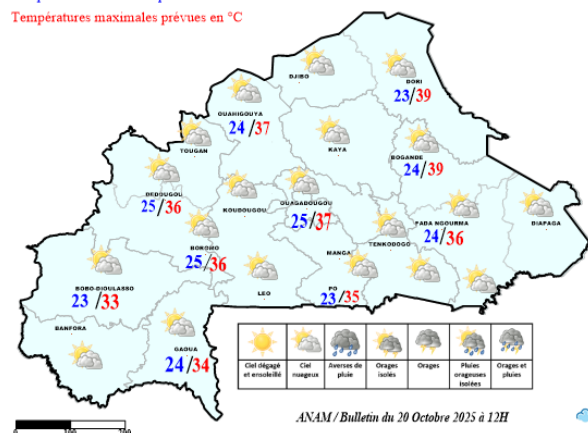 Températures maximales prévues en °C
DJIBO
DORI
23/39
OUAHIGOUYA
24/37
TOUGAN
KAYA
BOGANDE
24/39
DEDOUGOU
25/36
KOUDOUGOU
OUAGADOUGOU
25/37
DIAPAGA
FADA NGOURMA
24/36
TENKODOGO
BOROMO
25/36
MANGA
BOBO-DIOULASSO
23/33
LEO
PO
23/35
BANFORA
GAOUA
24/34
Ciel dégagé et ensoleillé
Ciel nuageux
Averses de pluie
Orages isolés
Orages
Pluies orageuses isolées
Orages et pluies
ANAM / Bulletin du 20 Octobre 2025 à 12H